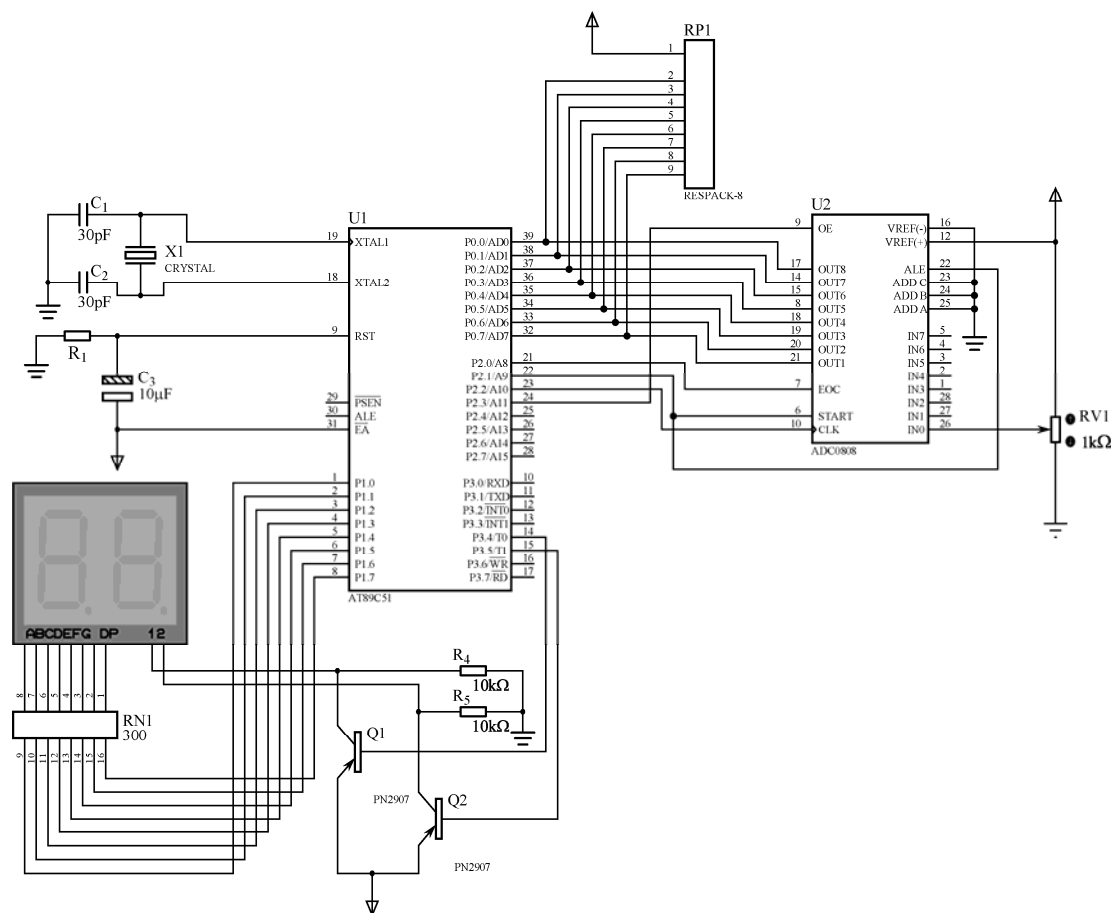 RP1
1
2
3
4
5
6
7
8
9
RESPACK-8
C1
30pF
X1
CRYSTAL
C2
30pF
R1
C3
10μF
U1
19 XTAL1
18 XTAL2
9 RST
29 PSEN
30 ALE
31 EA
1 P1.0
2 P1.1
3 P1.2
4 P1.3
5 P1.4
6 P1.5
7 P1.6
8 P1.7
P0.0/AD0 39
P0.1/AD1 38
P0.2/AD2 37
P0.3/AD3 36
P0.4/AD4 35
P0.5/AD5 34
P0.6/AD6 33
P0.7/AD7 32
P2.0/A8 21
P2.1/A9 22
P2.2/A10 23
P2.3/A11 24
P2.4/A12 25
P2.5/A13 26
P2.6/A14 27
P2.7/A15 28
P3.0/RXD 10
P3.1/TXD 11
P3.2/INT0 12
P3.3/INT1 13
P3.4/T0 14
P3.5/T1 15
P3.6/WR 16
P3.7/RD 17
AT89C51
U2
9 OE
17 OUT8
14 OUT7
15 OUT6
8 OUT5
18 OUT4
19 OUT3
20 OUT2
21 OUT1
7 EOC
6 START
10 CLK
VREF(-) 16
VREF(+) 12
ALE 22
ADD C 23
ADD B 24
ADD A 25
IN7 5
IN6 4
IN5 3
IN4 2
IN3 1
IN2 28
IN1 27
IN0 26
ADC0808
RV1
1kΩ
ABCDEFG DP 12
8 7 6 5 4 3 2 1
RN1
300
9 10 11 12 13 14 15 16
R4
10kΩ
R5
10kΩ
Q1
PN2907
Q2
PN2907